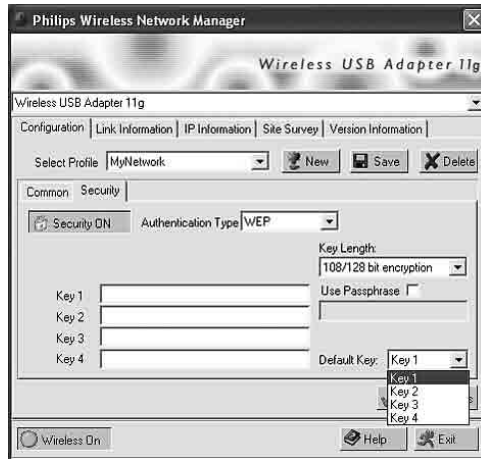 Philips Wireless Network Manager
Wireless USB Adapter 11g
Wireless USB Adapter 11g
Configuration Link Information IP Information Site Survey Version Information
Select Profile MyNetwork New Save Delete
Common Security
Security ON Authentication Type WEP
Key Length:
108/128 bit encryption
Key 1 Use Passphrase
Key 2
Key 3
Key 4 Default Key: Key 1
Key 1
Key 2
Key 3
Key 4
Wireless On Help Exit